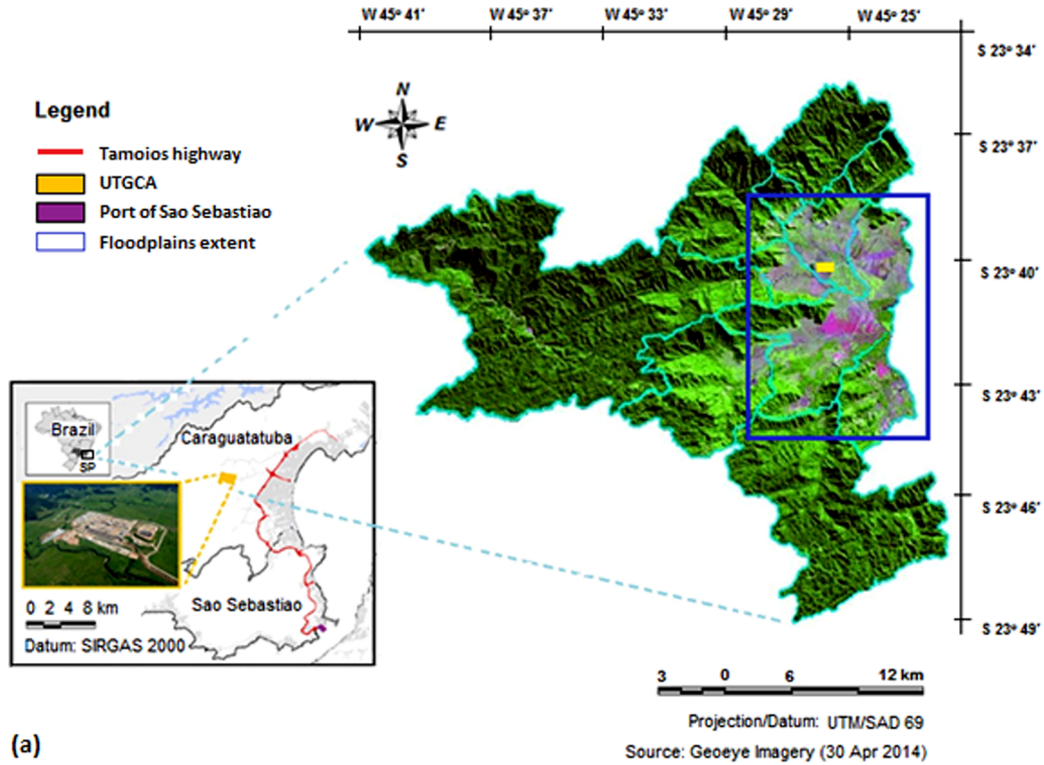 W 45° 41' W 45° 37' W 45° 33' W 45° 29' W 45° 25'
S 23° 34'
S 23° 37'
S 23° 40'
S 23° 43'
S 23° 46'
S 23° 49'
N
W E
S
Legend
Tamoios highway
UTGCA
Port of Sao Sebastiao
Floodplains extent
Brazil
SP
Caraguatatuba
Sao Sebastiao
0 2 4 8 km
Datum: SIRGAS 2000
3 0 6 12 km
Projection/Datum: UTM/SAD 69
Source: Geoeye Imagery (30 Apr 2014)
(a)